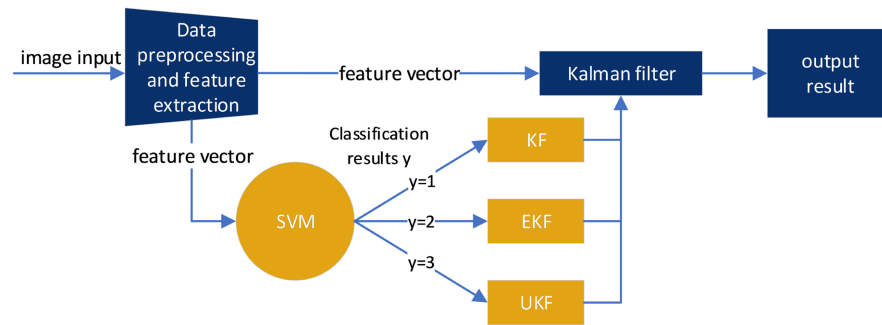 image input
Data
preprocessing
and feature
extraction
feature vector
Kalman filter
output
result
feature vector
Classification
results y
SVM
y=1
y=2
y=3
KF
EKF
UKF